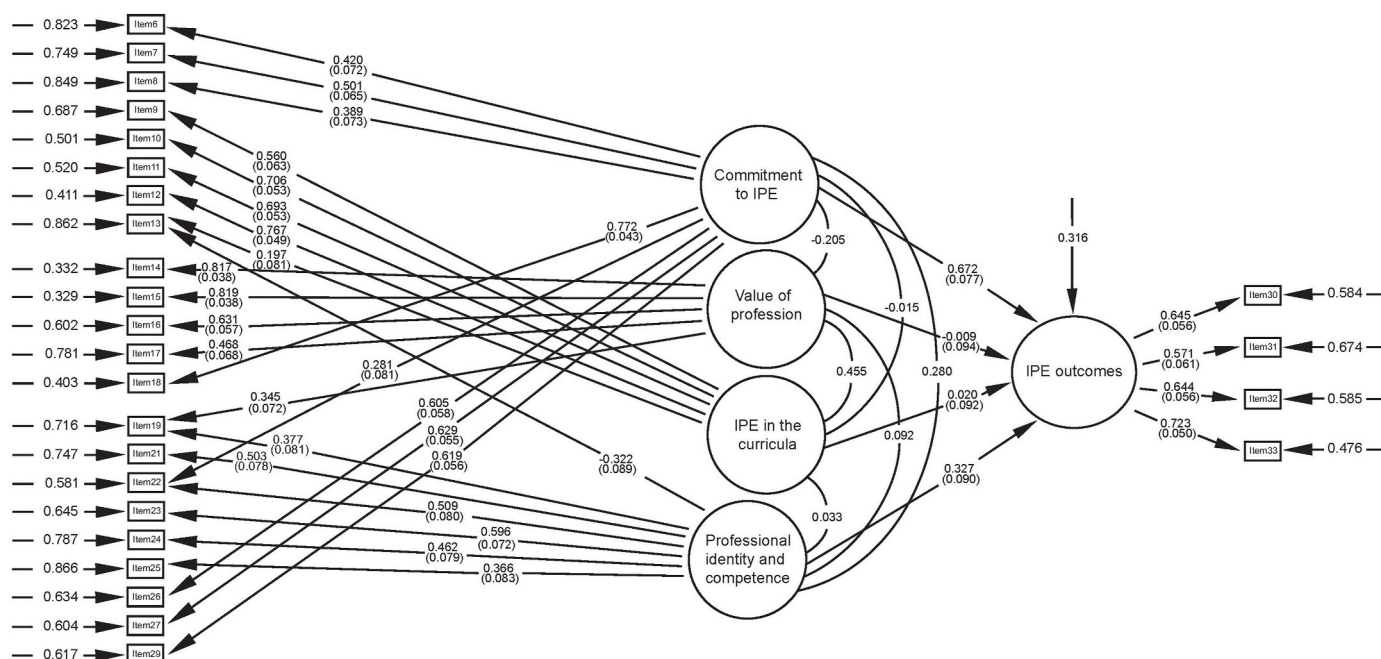 0.823 Item6
0.749 Item7
0.849 Item8
0.687 Item9
0.501 Item10
0.520 Item11
0.411 Item12
0.862 Item13
0.332 Item14
0.329 Item15
0.602 Item16
0.781 Item17
0.403 Item18
0.716 Item19
0.747 Item21
0.581 Item22
0.645 Item23
0.787 Item24
0.866 Item25
0.634 Item26
0.604 Item27
0.617 Item29
0.420
(0.072)
0.501
(0.065)
0.389
(0.073)
0.560
(0.063)
0.706
(0.053)
0.693
(0.053)
0.767
(0.049)
0.197
(0.081)
0.772
(0.043)
0.817
(0.038)
0.819
(0.038)
0.631
(0.057)
0.468
(0.068)
0.281
(0.081)
0.345
(0.072)
0.605
(0.058)
0.629
(0.055)
0.619
(0.056)
0.377
(0.081)
0.503
(0.078)
-0.322
(0.089)
0.509
(0.080)
0.596
(0.072)
0.462
(0.079)
0.366
(0.083)
Commitment
to IPE
Value of
profession
IPE in the
curricula
Professional
identity and
competence
-0.205
-0.015
0.455
0.280
0.092
0.033
0.672
(0.077)
-0.009
(0.094)
0.020
(0.092)
0.327
(0.090)
0.316
IPE outcomes
0.645
(0.056)
0.571
(0.061)
0.644
(0.056)
0.723
(0.050)
Item30 0.584
Item31 0.674
Item32 0.585
Item33 0.476